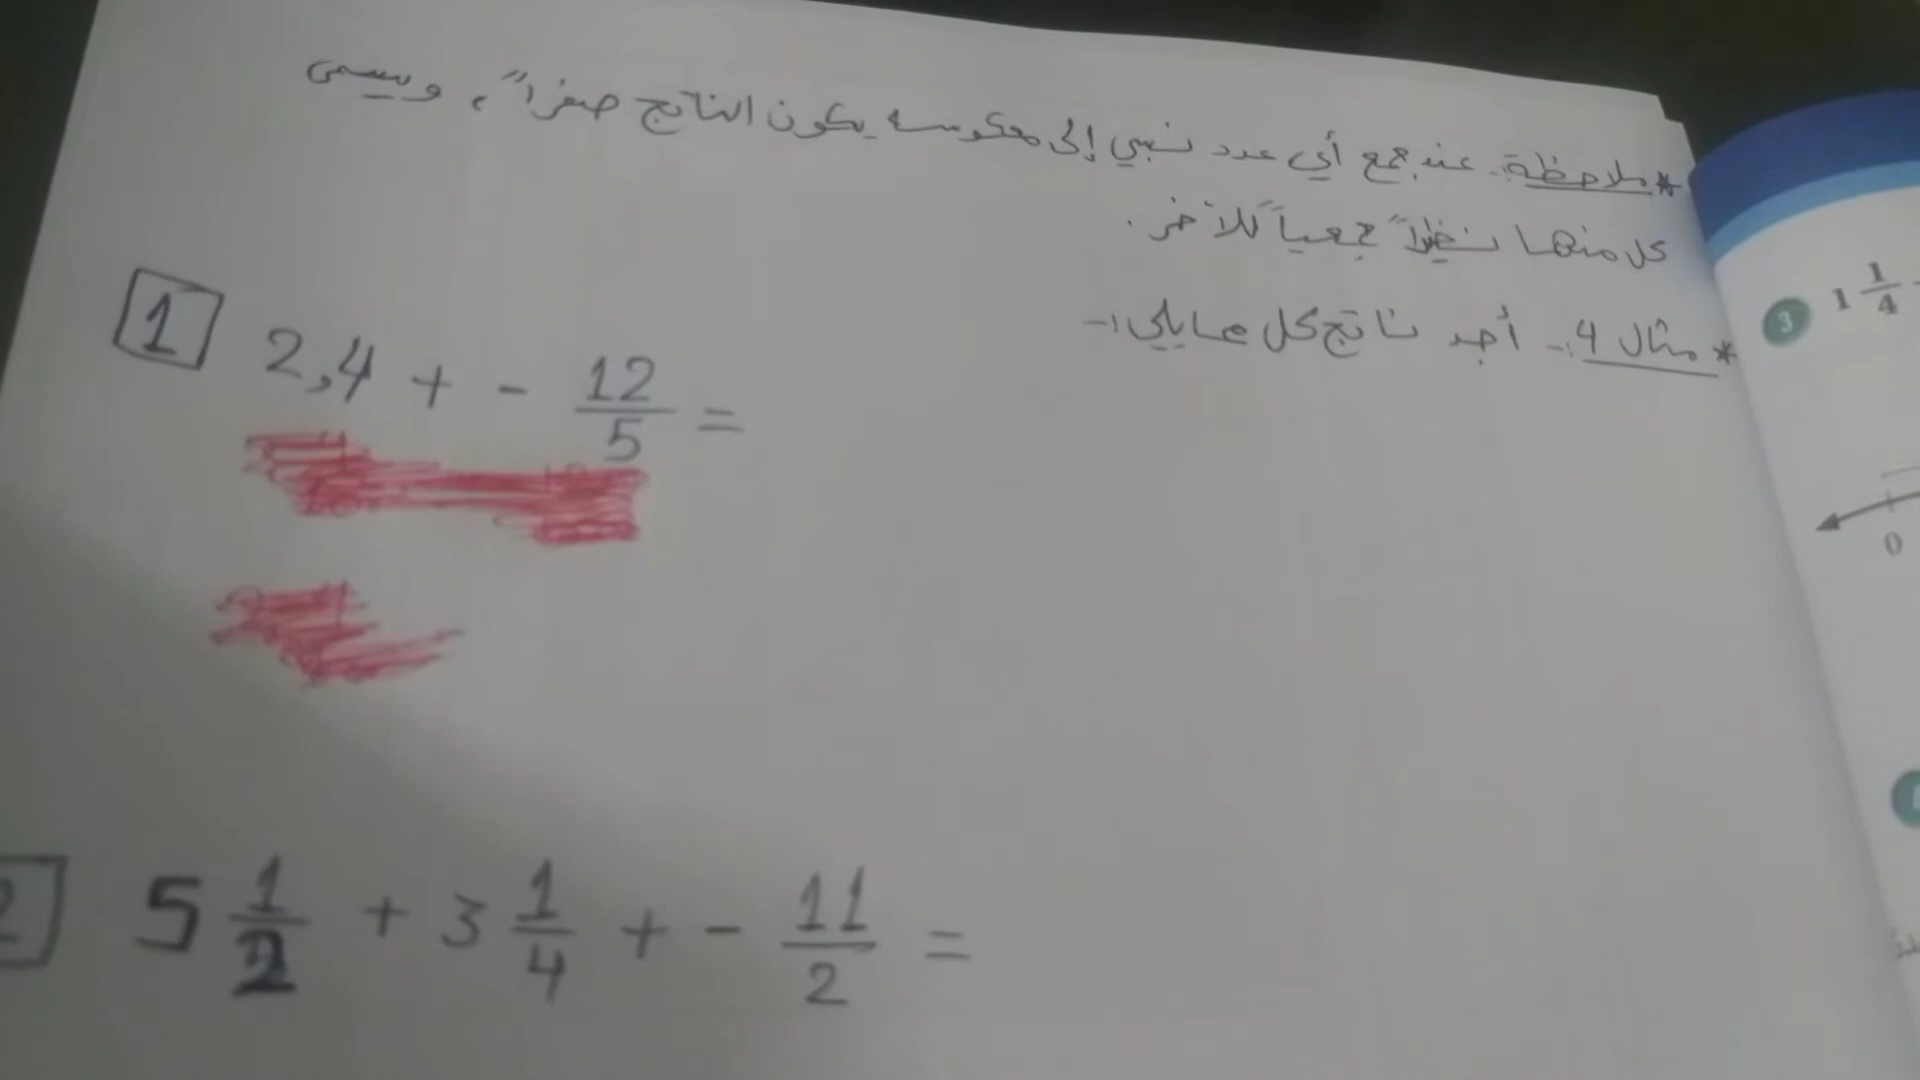 *ملاحظة:- عند جمع أي عدد نسبي إلى معكوسه يكون الناتج صفراً، ويسمى
كل منهما نظيراً جمعياً للآخر.
*مثال 4:- أجد ناتج كل مما يلي:-
1 2,4 + - 12/5 =
2 5 1/2 + 3 1/4 + - 11/2 =
3 1 1/4
0